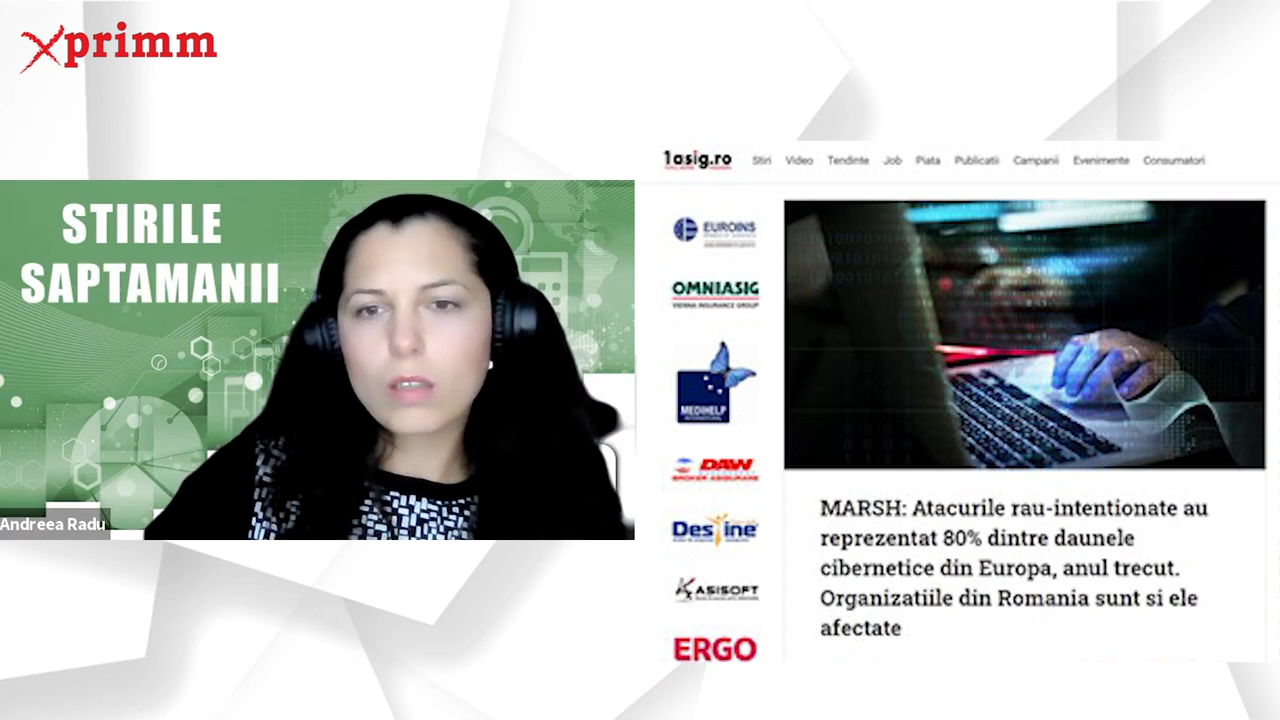 xprimm
STIRILE
SAPTAMANII
Andreea Radu
1asig.ro
Stiri Video Tendinte Job Piata Publicatii Campanii Evenimente Consumatori
EUROINS
OMNIASIG
VIENNA INSURANCE GROUP
MEDIHELP
INTERNATIONAL
DAW
BROKER ASIGURARE
Desine
ASISOFT
ERGO
MARSH: Atacurile rau-intentionate au
reprezentat 80% dintre daunele
cibernetice din Europa, anul trecut.
Organizatiile din Romania sunt si ele
afectate